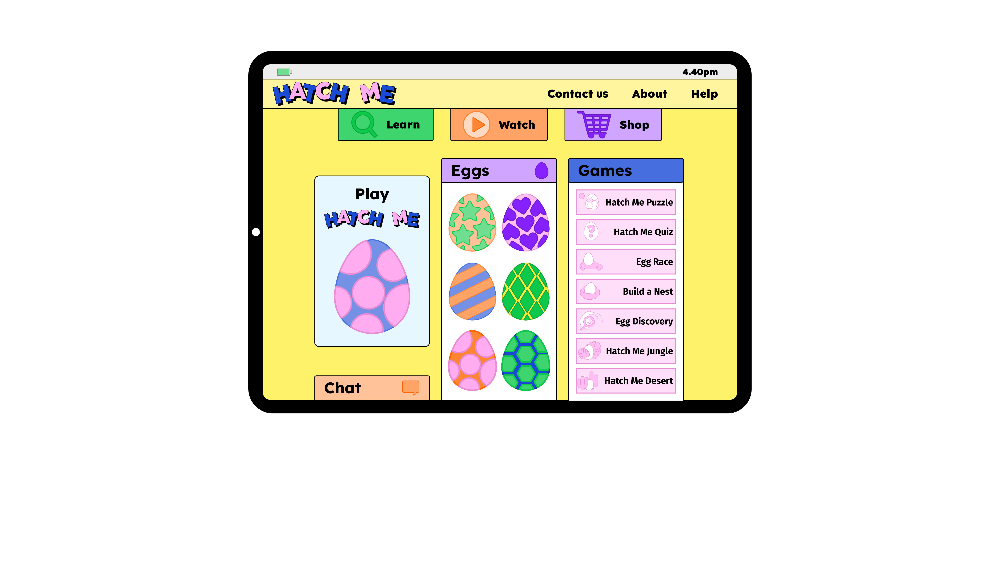 4.40pm
HATCH ME
Contact us
About
Help
Learn
Watch
Shop
Play
HATCH ME
Chat
Eggs
Games
Hatch Me Puzzle
Hatch Me Quiz
Egg Race
Build a Nest
Egg Discovery
Hatch Me Jungle
Hatch Me Desert